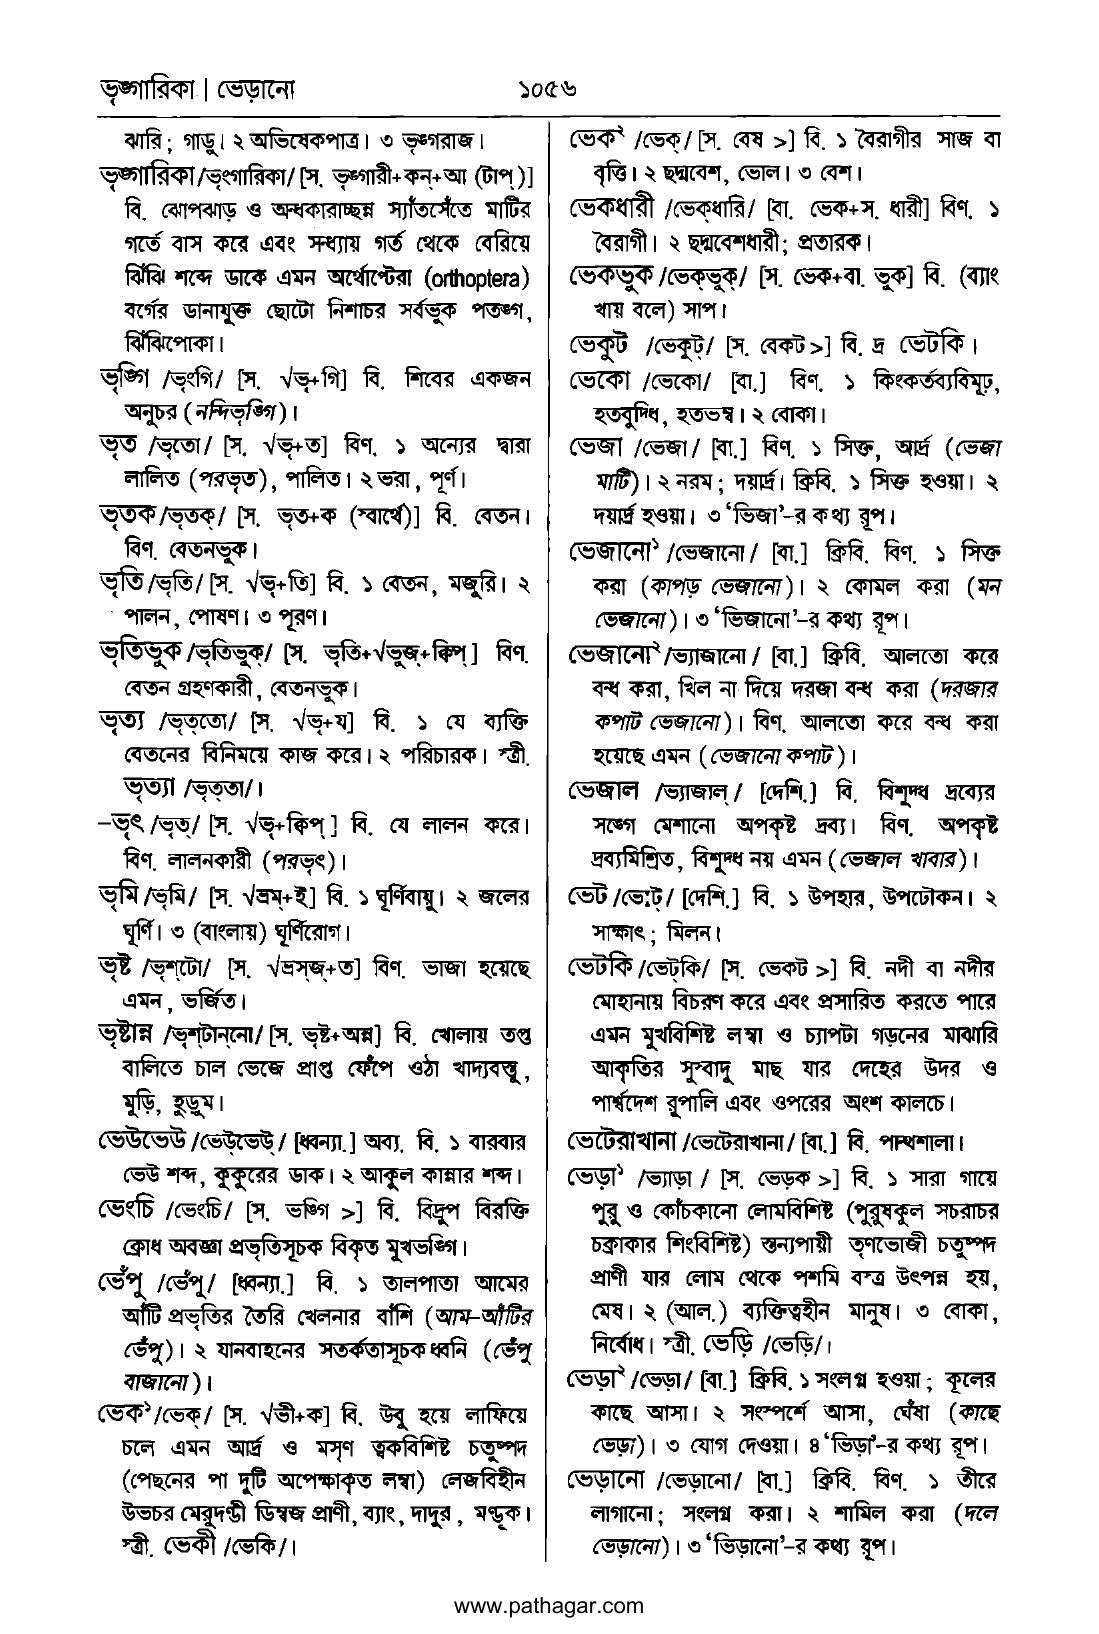 ভৃঙ্গারিকা | ভেড়ানো
১০৫৬
ঝারি; গাড়ু। ২ অভিষেকপাত্র। ৩ ভৃঙ্গরাজ।
ভৃঙ্গারিকা/ভৃংগারিকা/ [স. ভৃঙ্গারী+কন্+আ (টাপ্)]
বি. ঝোপঝাড় ও অন্ধকারাচ্ছন্ন স্যাঁতসেঁতে মাটির
গর্তে বাস করে এবং সন্ধ্যায় গর্ত থেকে বেরিয়ে
ঝিঁঝি শব্দে ডাকে এমন অর্থোপ্টেরা (orthoptera)
বর্গের ডানাযুক্ত ছোটো নিশাচর সর্বভুক পতঙ্গ,
ঝিঁঝিপোকা।
ভৃঙ্গি /ভৃংগি/ [স. √ভৃ+গি] বি. শিবের একজন
অনুচর (নন্দিভৃঙ্গি)।
ভৃত /ভৃতো/ [স. √ভৃ+ত] বিণ. ১ অন্যের দ্বারা
লালিত (পরভৃত), পালিত। ২ ভরা, পূর্ণ।
ভৃতক /ভৃতক্/ [স. ভৃত+ক (স্বার্থে)] বি. বেতন।
বিণ. বেতনভুক।
ভৃতি /ভৃতি/ [স. √ভৃ+তি] বি. ১ বেতন, মজুরি। ২
পালন, পোষণ। ৩ পূরণ।
ভৃতিভুক /ভৃতিভুক্/ [স. ভৃতি+√ভুজ্+ক্বিপ্] বিণ.
বেতন গ্রহণকারী, বেতনভুক।
ভৃত্য /ভৃত্‌তো/ [স. √ভৃ+য] বি. ১ যে ব্যক্তি
বেতনের বিনিময়ে কাজ করে। ২ পরিচারক। স্ত্রী.
ভৃত্যা /ভৃত্‌তা/।
–ভৃৎ /ভৃত্/ [স. √ভৃ+ক্বিপ্] বি. যে লালন করে।
বিণ. লালনকারী (পরভৃৎ)।
ভৃমি /ভৃমি/ [স. √ভ্রম্+ই] বি. ১ ঘূর্ণিবায়ু। ২ জলের
ঘূর্ণি। ৩ (বাংলায়) ঘূর্ণিরোগ।
ভৃষ্ট /ভৃশ্‌টো/ [স. √ভ্রস্‌জ্+ত] বিণ. ভাজা হয়েছে
এমন, ভর্জিত।
ভৃষ্টান্ন /ভৃশ্‌টান্‌নো/ [স. ভৃষ্ট+অন্ন] বি. খোলায় তপ্ত
বালিতে চাল ভেজে প্রাপ্ত ফেঁপে ওঠা খাদ্যবস্তু,
মুড়ি, হুডুম।
ভেউভেউ /ভেউ্‌ভেউ্/ [ধ্বন্যা.] অব্য. বি. ১ বারবার
ভেউ শব্দ, কুকুরের ডাক। ২ আকুল কান্নার শব্দ।
ভেংচি /ভেংচি/ [স. ভঙ্গি >] বি. বিদ্রুপ বিরক্তি
ক্রোধ অবজ্ঞা প্রভৃতিসূচক বিকৃত মুখভঙ্গি।
ভেঁপু /ভেঁপু/ [ধ্বন্যা.] বি. ১ তালপাতা আমের
আঁটি প্রভৃতির তৈরি খেলনার বাঁশি (আম–আঁটির
ভেঁপু)। ২ যানবাহনের সতর্কতাসূচক ধ্বনি (ভেঁপু
বাজানো)।
ভেক¹ /ভেক্/ [স. √ভী+ক] বি. উবু হয়ে লাফিয়ে
চলে এমন আর্দ্র ও মসৃণ ত্বকবিশিষ্ট চতুষ্পদ
(পেছনের পা দুটি অপেক্ষাকৃত লম্বা) লেজবিহীন
উভচর মেরুদণ্ডী ডিম্বজ প্রাণী, ব্যাং, দাদুর, মণ্ডূক।
স্ত্রী. ভেকী /ভেকি/।
ভেক² /ভেক্/ [স. বেষ >] বি. ১ বৈরাগীর সাজ বা
বৃত্তি। ২ ছদ্মবেশ, ভোল। ৩ বেশ।
ভেকধারী /ভেক্‌ধারি/ [বা. ভেক+স. ধারী] বিণ. ১
বৈরাগী। ২ ছদ্মবেশধারী; প্রতারক।
ভেকভুক /ভেক্‌ভুক্/ [স. ভেক+বা. ভুক] বি. (ব্যাং
খায় বলে) সাপ।
ভেকুট /ভেকুট্/ [স. বেকট >] বি. দ্র ভেটকি।
ভেকো /ভেকো/ [বা.] বিণ. ১ কিংকর্তব্যবিমূঢ়,
হতবুদ্ধি, হতভম্ব। ২ বোকা।
ভেজা /ভেজা/ [বা.] বিণ. ১ সিক্ত, আর্দ্র (ভেজা
মাটি)। ২ নরম; দয়ার্দ্র। ক্রিবি. ১ সিক্ত হওয়া। ২
দয়ার্দ্র হওয়া। ৩ ‘ভিজা’–র কথ্য রূপ।
ভেজানো¹ /ভেজানো/ [বা.] ক্রিবি. বিণ. ১ সিক্ত
করা (কাপড় ভেজানো)। ২ কোমল করা (মন
ভেজানো)। ৩ ‘ভিজানো’–র কথ্য রূপ।
ভেজানো² /ভ্যাজানো/ [বা.] ক্রিবি. আলতো করে
বন্ধ করা, খিল না দিয়ে দরজা বন্ধ করা (দরজার
কপাট ভেজানো)। বিণ. আলতো করে বন্ধ করা
হয়েছে এমন (ভেজানো কপাট)।
ভেজাল /ভ্যাজাল্/ [দেশি.] বি. বিশুদ্ধ দ্রব্যের
সঙ্গে মেশানো অপকৃষ্ট দ্রব্য। বিণ. অপকৃষ্ট
দ্রব্যমিশ্রিত, বিশুদ্ধ নয় এমন (ভেজাল খাবার)।
ভেট /ভেঃট্/ [দেশি.] বি. ১ উপহার, উপঢৌকন। ২
সাক্ষাৎ; মিলন।
ভেটকি /ভেট্‌কি/ [স. ভেকট >] বি. নদী বা নদীর
মোহানায় বিচরণ করে এবং প্রসারিত করতে পারে
এমন মুখবিশিষ্ট লম্বা ও চ্যাপটা গড়নের মাঝারি
আকৃতির সুস্বাদু মাছ যার দেহের উদর ও
পার্শ্বদেশ রুপালি এবং ওপরের অংশ কালচে।
ভেটেরাখানা /ভেটেরাখানা/ [বা.] বি. পান্থশালা।
ভেড়া¹ /ভ্যাড়া/ [স. ভেড়ক >] বি. ১ সারা গায়ে
পুরু ও কোঁচকানো লোমবিশিষ্ট (পুরুষকূল সচরাচর
চক্রাকার শিংবিশিষ্ট) স্তন্যপায়ী তৃণভোজী চতুষ্পদ
প্রাণী যার লোম থেকে পশমি বস্ত্র উৎপন্ন হয়,
মেষ। ২ (আল.) ব্যক্তিত্বহীন মানুষ। ৩ বোকা,
নির্বোধ। স্ত্রী. ভেড়ি /ভেড়ি/।
ভেড়া² /ভেড়া/ [বা.] ক্রিবি. ১ সংলগ্ন হওয়া; কূলের
কাছে আসা। ২ সংস্পর্শে আসা, ঘেঁষা (কাছে
ভেড়া)। ৩ যোগ দেওয়া। ৪ ‘ভিড়া’–র কথ্য রূপ।
ভেড়ানো /ভেড়ানো/ [বা.] ক্রিবি. বিণ. ১ তীরে
লাগানো; সংলগ্ন করা। ২ শামিল করা (দলে
ভেড়ানো)। ৩ ‘ভিড়ানো’–র কথ্য রূপ।
www.pathagar.com